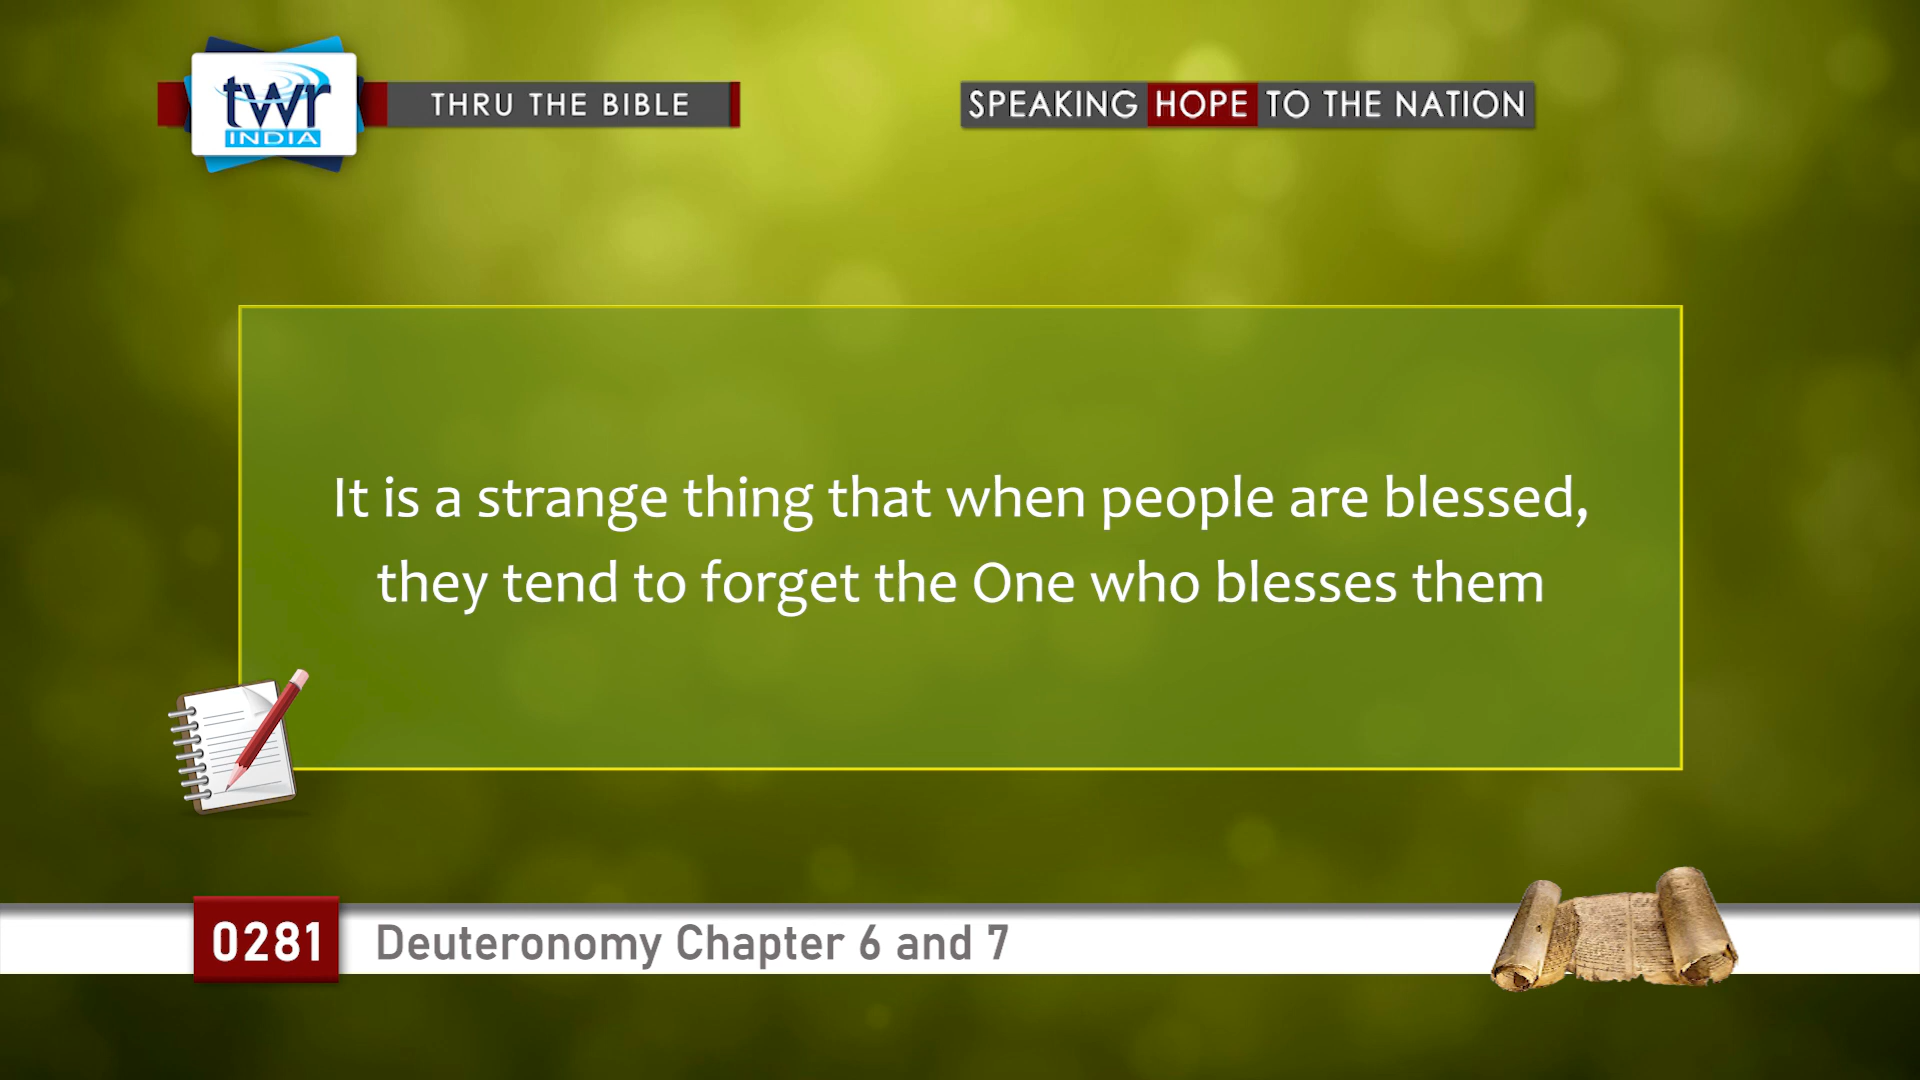 twr
INDIA
THRU THE BIBLE
SPEAKING HOPE TO THE NATION
It is a strange thing that when people are blessed,
they tend to forget the One who blesses them
0281
Deuteronomy Chapter 6 and 7